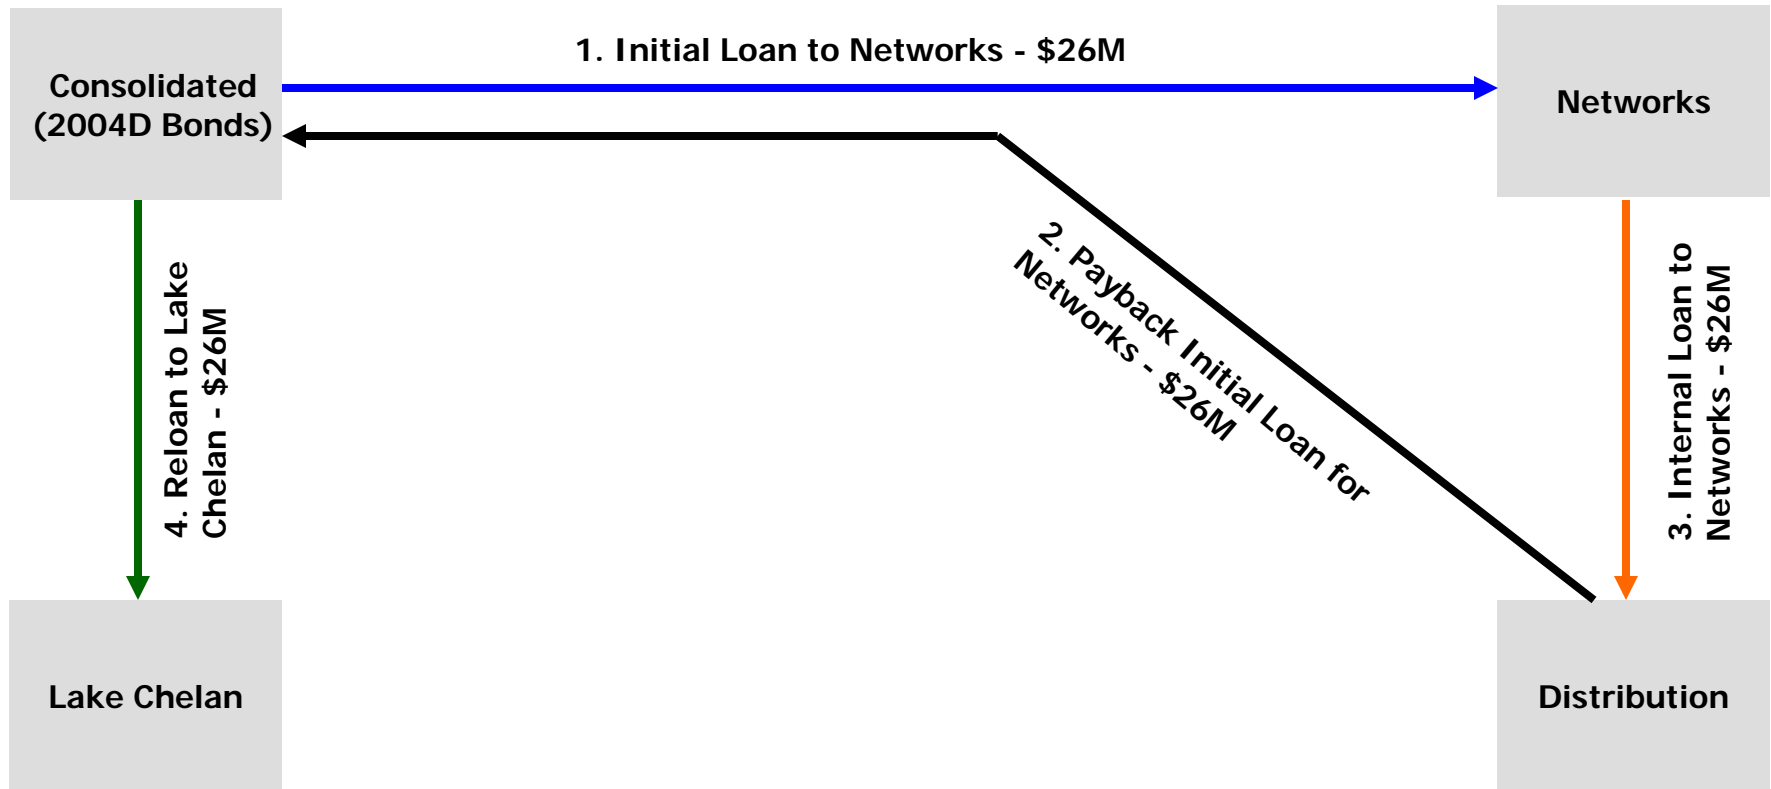 1. Initial Loan to Networks - $26M
Consolidated
(2004D Bonds)
Networks
2. Payback Initial Loan for
Networks - $26M
3. Internal Loan to
Networks - $26M
4. Reloan to Lake
Chelan - $26M
Lake Chelan
Distribution